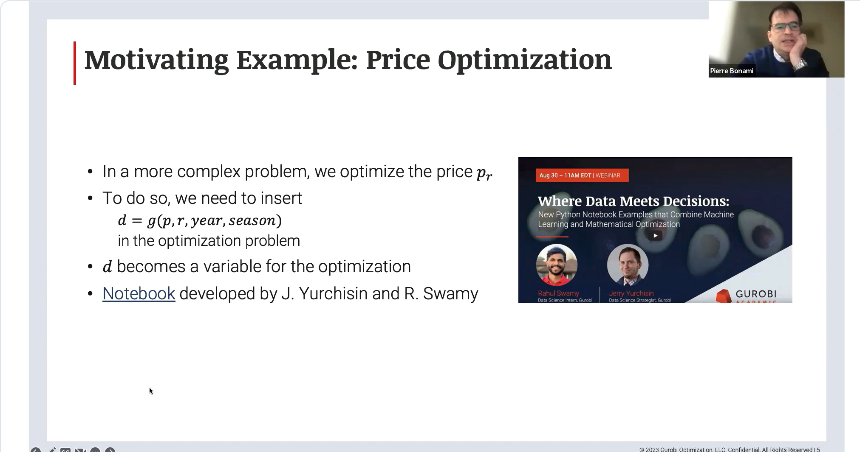 Motivating Example: Price Optimization
Pierre Bonami
• In a more complex problem, we optimize the price pᵣ
• To do so, we need to insert
d = g(p, r, year, season)
in the optimization problem
• d becomes a variable for the optimization
• Notebook developed by J. Yurchisin and R. Swamy
Aug 30 – 11AM EDT | WEBINAR
Where Data Meets Decisions:
New Python Notebook Examples that Combine Machine
Learning and Mathematical Optimization
Rahul Swamy
Data Science Intern, Gurobi
Jerry Yurchisin
Data Science Strategist, Gurobi
GUROBI
ACADEMIC
© 2023 Gurobi Optimization, LLC. Confidential, All Rights Reserved | 5